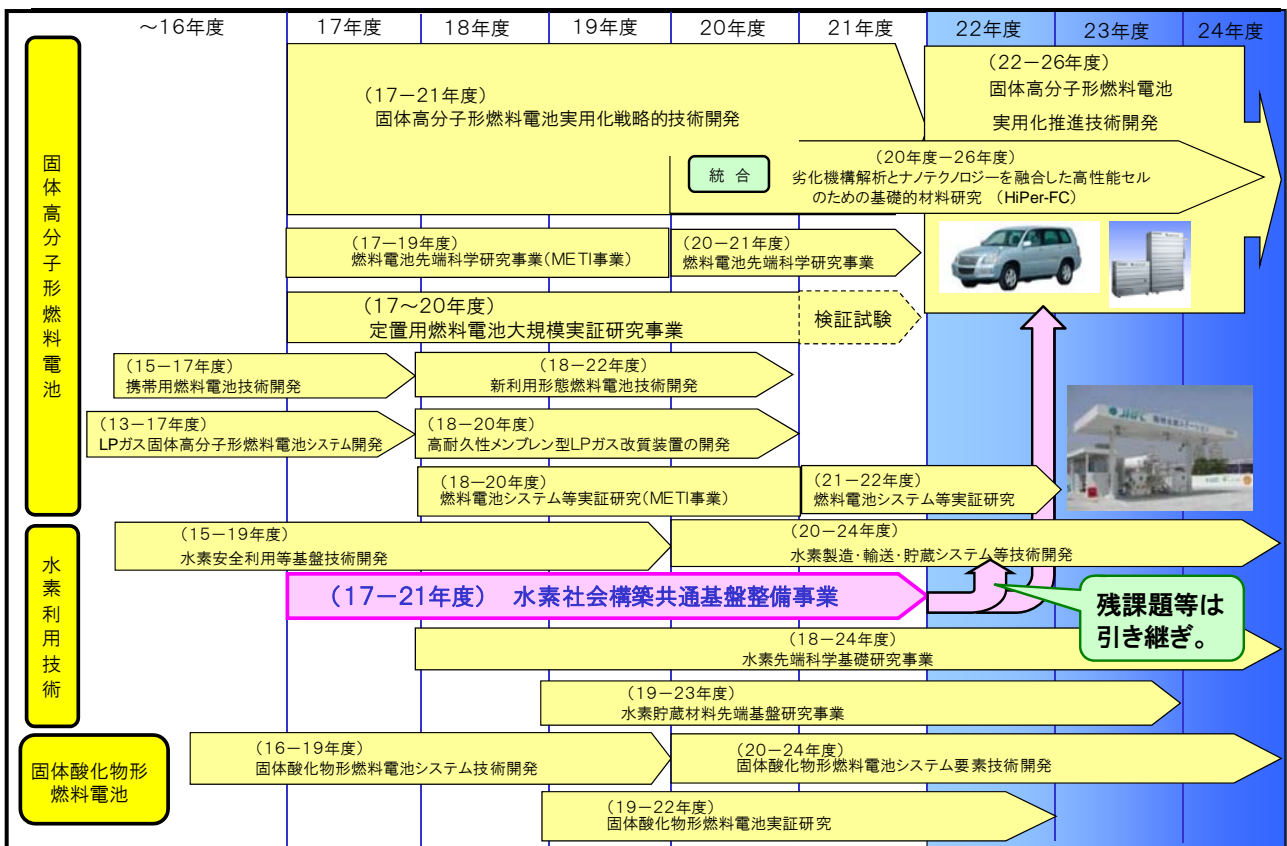 ~16年度
17年度
18年度
19年度
20年度
21年度
22年度
23年度
24年度
固体高分子形燃料電池
(17-21年度)
固体高分子形燃料電池実用化戦略的技術開発
(22-26年度)
固体高分子形燃料電池
実用化推進技術開発
統合
(20年度-26年度)
劣化機構解析とナノテクノロジーを融合した高性能セル
のための基礎的材料研究 (HiPer-FC)
(17-19年度)
燃料電池先端科学研究事業(METI事業)
(20-21年度)
燃料電池先端科学研究事業
(17~20年度)
定置用燃料電池大規模実証研究事業
検証試験
(15-17年度)
携帯用燃料電池技術開発
(18-22年度)
新利用形態燃料電池技術開発
(13-17年度)
LPガス固体高分子形燃料電池システム開発
(18-20年度)
高耐久性メンブレン型LPガス改質装置の開発
(18-20年度)
燃料電池システム等実証研究(METI事業)
(21-22年度)
燃料電池システム等実証研究
水素利用技術
(15-19年度)
水素安全利用等基盤技術開発
(20-24年度)
水素製造・輸送・貯蔵システム等技術開発
(17-21年度) 水素社会構築共通基盤整備事業
残課題等は
引き継ぎ。
(18-24年度)
水素先端科学基礎研究事業
(19-23年度)
水素貯蔵材料先端基盤研究事業
固体酸化物形
燃料電池
(16-19年度)
固体酸化物形燃料電池システム技術開発
(20-24年度)
固体酸化物形燃料電池システム要素技術開発
(19-22年度)
固体酸化物形燃料電池実証研究